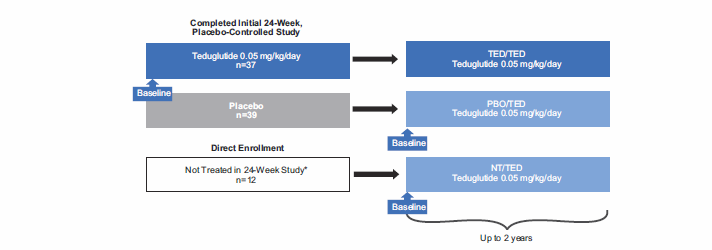 Completed Initial 24-Week,
Placebo-Controlled Study
Teduglutide 0.05 mg/kg/day
n=37
TED/TED
Teduglutide 0.05 mg/kg/day
Baseline
Placebo
n=39
PBO/TED
Teduglutide 0.05 mg/kg/day
Baseline
Direct Enrollment
Not Treated in 24-Week Study*
n=12
NT/TED
Teduglutide 0.05 mg/kg/day
Baseline
Up to 2 years